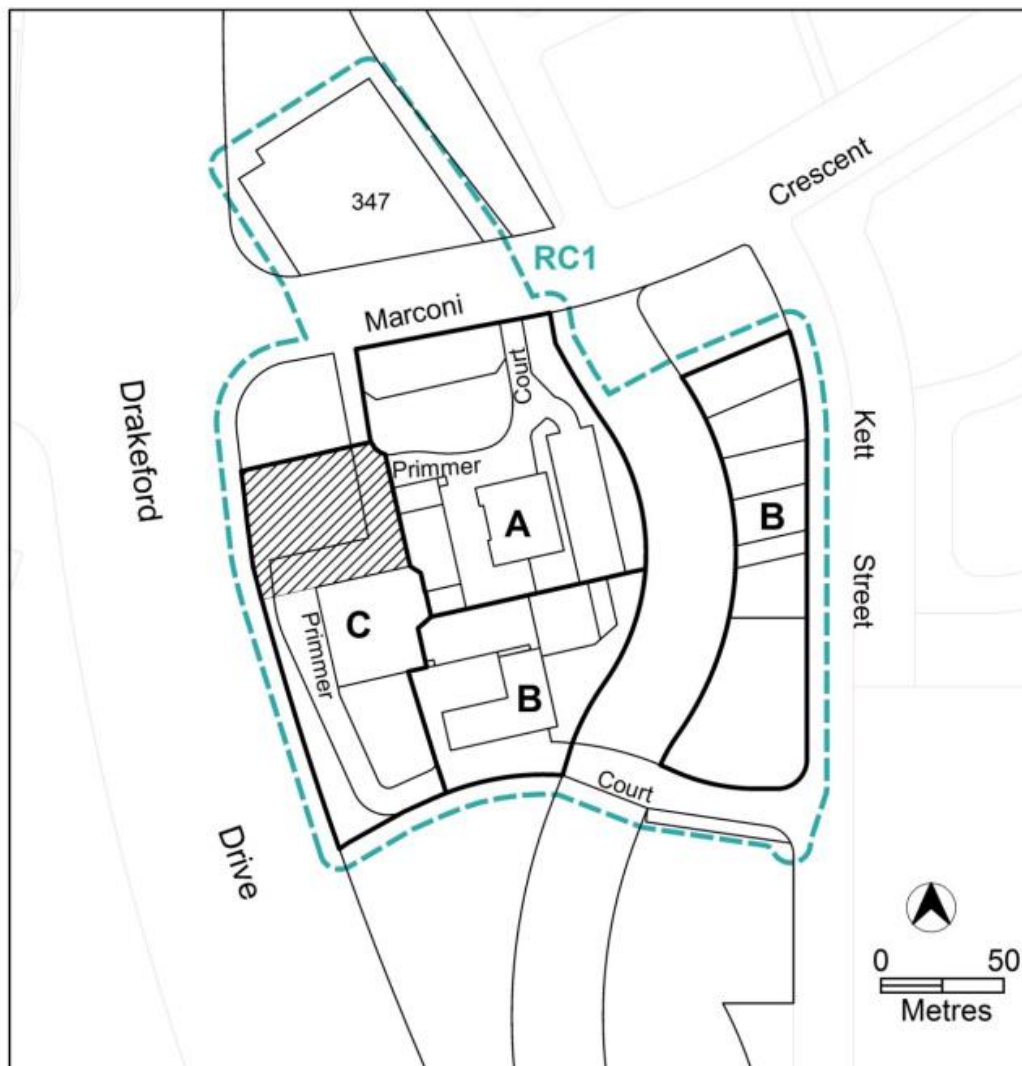 347
Crescent
RC1
Marconi
Court
Drakeford
Kett
Primmer
A
B
Street
C
Primmer
B
Court
Drive
0 50
Metres